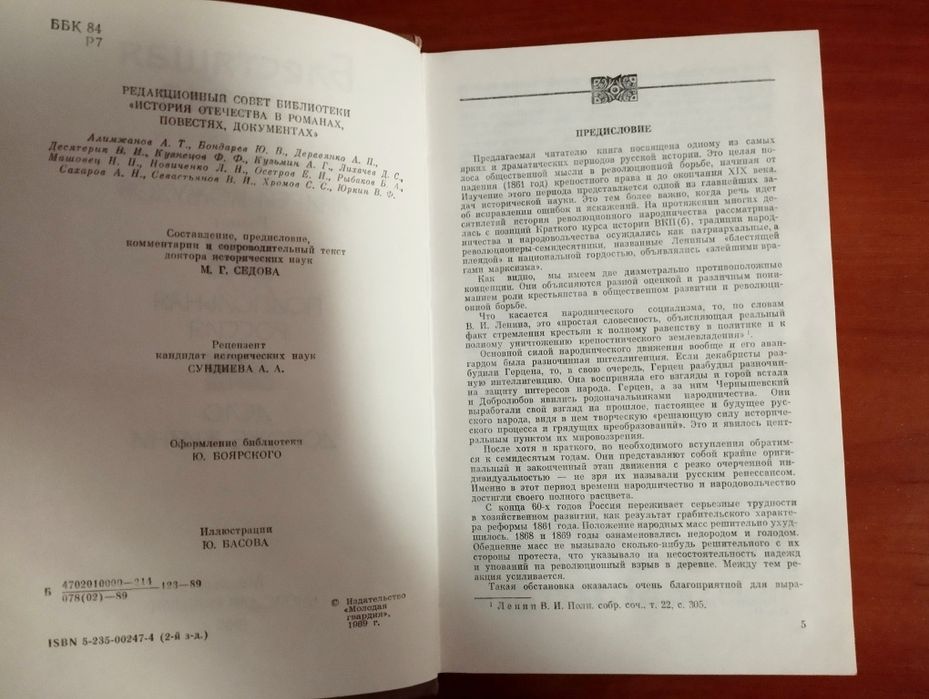 ББК 84
Р7
РЕДАКЦИОННЫЙ СОВЕТ БИБЛИОТЕКИ
«ИСТОРИЯ ОТЕЧЕСТВА В РОМАНАХ,
ПОВЕСТЯХ, ДОКУМЕНТАХ»
Алимжанов А. Т., Бондарев Ю. В., Деревянко А. П.,
Десятерик В. И., Кузнецов Ф. Ф., Кузьмин А. Г., Лихачев Д. С.,
Машовец Н. П., Новиченко Л. Н., Осетров Е. И., Рыбаков Б. А.,
Сахаров А. Н., Севастьянов В. И., Хромов С. С., Юркин В. Ф.
Составление, предисловие,
комментарии и сопроводительный текст
доктора исторических наук
М. Г. СЕДОВА
Рецензент
кандидат исторических наук
СУНДИЕВА А. А.
Оформление библиотеки
Ю. БОЯРСКОГО
Иллюстрации
Ю. БАСОВА
Б 4702010000—214
078(02)—89 123—89
ISBN 5-235-00247-4 (2-й з-д.)
© Издательство
«Молодая
гвардия»,
1989 г.
ПРЕДИСЛОВИЕ
Предлагаемая читателю книга посвящена одному из самых
ярких и драматических периодов русской истории. Это целая по-
лоса общественной мысли и революционной борьбы, начиная от
падения (1861 год) крепостного права и до окончания XIX века.
Изучение этого периода представляется одной из главнейших за-
дач исторической науки. Это тем более важно, когда речь идет
об исправлении ошибок и искажений. На протяжении многих де-
сятилетий история революционного народничества рассматрива-
лась с позиций Краткого курса истории ВКП(б), традиции народ-
ничества и народовольчества осуждались как патриархальные, а
революционеры-семидесятники, названные Лениным «блестящей
плеядой» и национальной гордостью, объявлялись «злейшими вра-
гами марксизма».
Как видно, мы имеем две диаметрально противоположные
концепции. Они объясняются разной оценкой и различным пони-
манием роли крестьянства в общественном развитии и революци-
онной борьбе.
Что касается народнического социализма, то, по словам
В. И. Ленина, это «простая словесность, объясняющая реальный
факт стремления крестьян к полному равенству в политике и к
полному уничтожению крепостнического землевладения» ¹.
Основной силой народнического движения вообще и его аван-
гардом была разночинная интеллигенция. Если декабристы раз-
будили Герцена, то, в свою очередь, Герцен разбудил разночин-
ную интеллигенцию. Она восприняла его взгляды и горой встала
на защиту интересов народа. Герцен, а за ним Чернышевский
и Добролюбов явились родоначальниками народничества. Они
выработали свой взгляд на прошлое, настоящее и будущее рус-
ского народа, видя в нем творческую «решающую силу историче-
ского процесса и грядущих преобразований». Это и явилось цент-
ральным пунктом их мировоззрения.
После хотя и краткого, но необходимого вступления обратим-
ся к семидесятым годам. Они представляют собой крайне ориги-
нальный и законченный этап движения с резко очерченной ин-
дивидуальностью — не зря их называли русским ренессансом.
Именно в этот период времени народничество и народовольчество
достигли своего полного расцвета.
С конца 60-х годов Россия переживает серьезные трудности
в хозяйственном развитии, как результат грабительского характе-
ра реформы 1861 года. Положение народных масс решительно ухуд-
шилось. 1868 и 1869 годы ознаменовались недородом и голодом.
Обеднение масс не вызывало сколько-нибудь решительного с их
стороны протеста, что указывало на несостоятельность надежд
и упований на революционный взрыв в деревне. Между тем ре-
акция усиливается.
Такая обстановка оказалась очень благоприятной для выра-
¹ Ленин В. И. Полн. собр. соч., т. 22, с. 305.
5